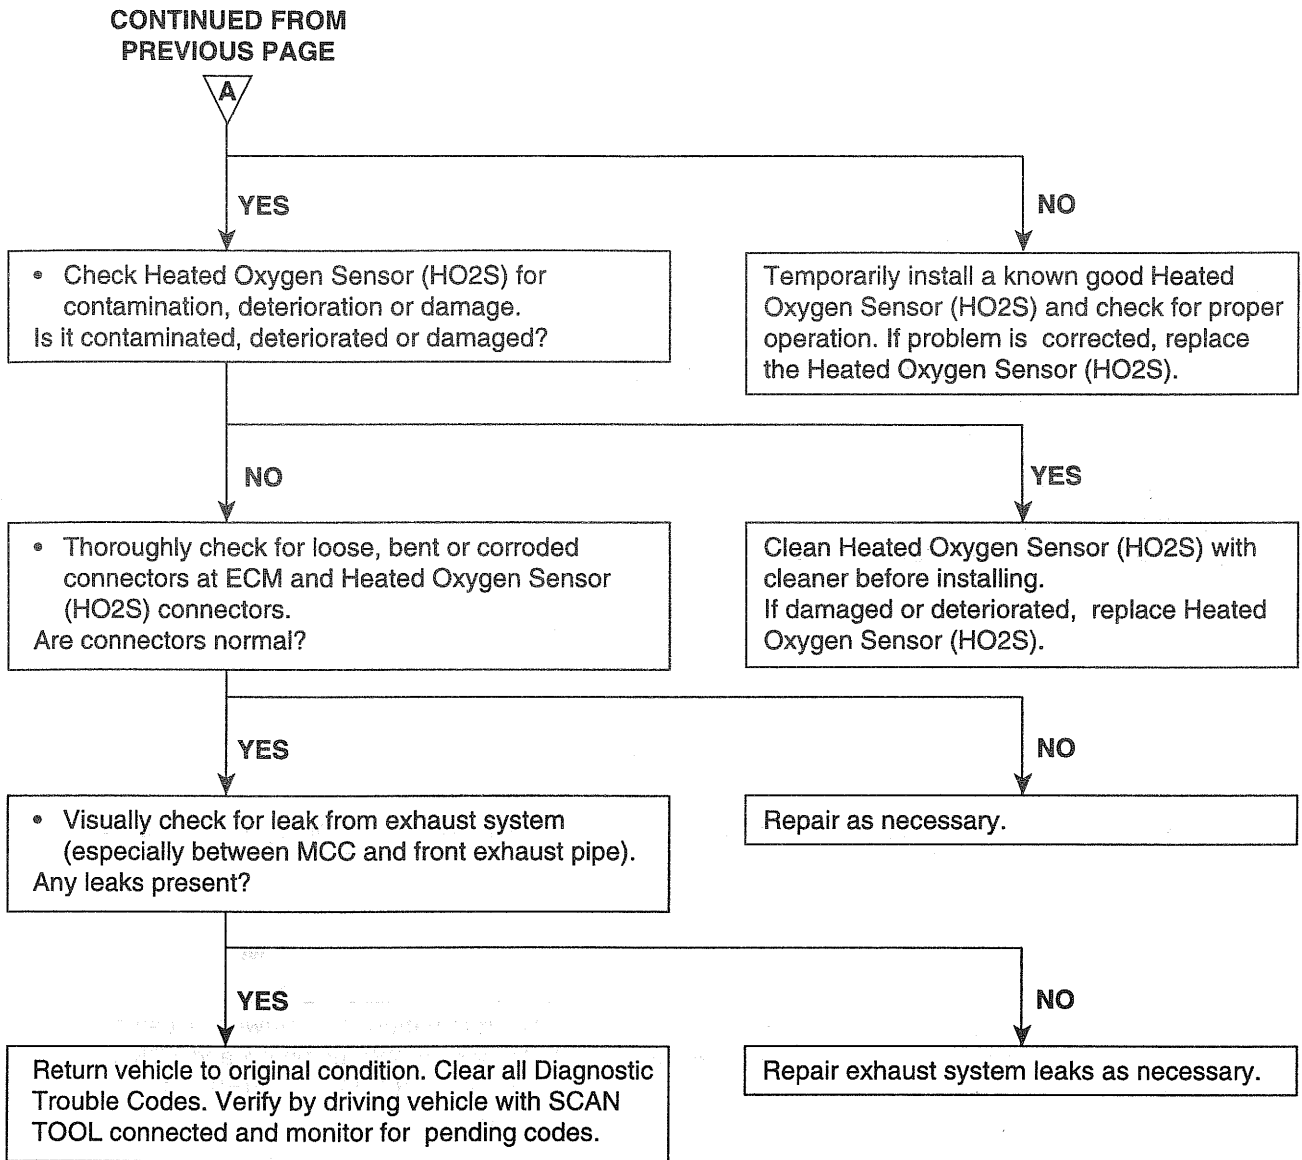 CONTINUED FROM
PREVIOUS PAGE
A
YES
NO
• Check Heated Oxygen Sensor (HO2S) for
contamination, deterioration or damage.
Is it contaminated, deteriorated or damaged?
Temporarily install a known good Heated
Oxygen Sensor (HO2S) and check for proper
operation. If problem is corrected, replace
the Heated Oxygen Sensor (HO2S).
NO
YES
• Thoroughly check for loose, bent or corroded
connectors at ECM and Heated Oxygen Sensor
(HO2S) connectors.
Are connectors normal?
Clean Heated Oxygen Sensor (HO2S) with
cleaner before installing.
If damaged or deteriorated, replace Heated
Oxygen Sensor (HO2S).
YES
NO
• Visually check for leak from exhaust system
(especially between MCC and front exhaust pipe).
Any leaks present?
Repair as necessary.
YES
NO
Return vehicle to original condition. Clear all Diagnostic
Trouble Codes. Verify by driving vehicle with SCAN
TOOL connected and monitor for pending codes.
Repair exhaust system leaks as necessary.